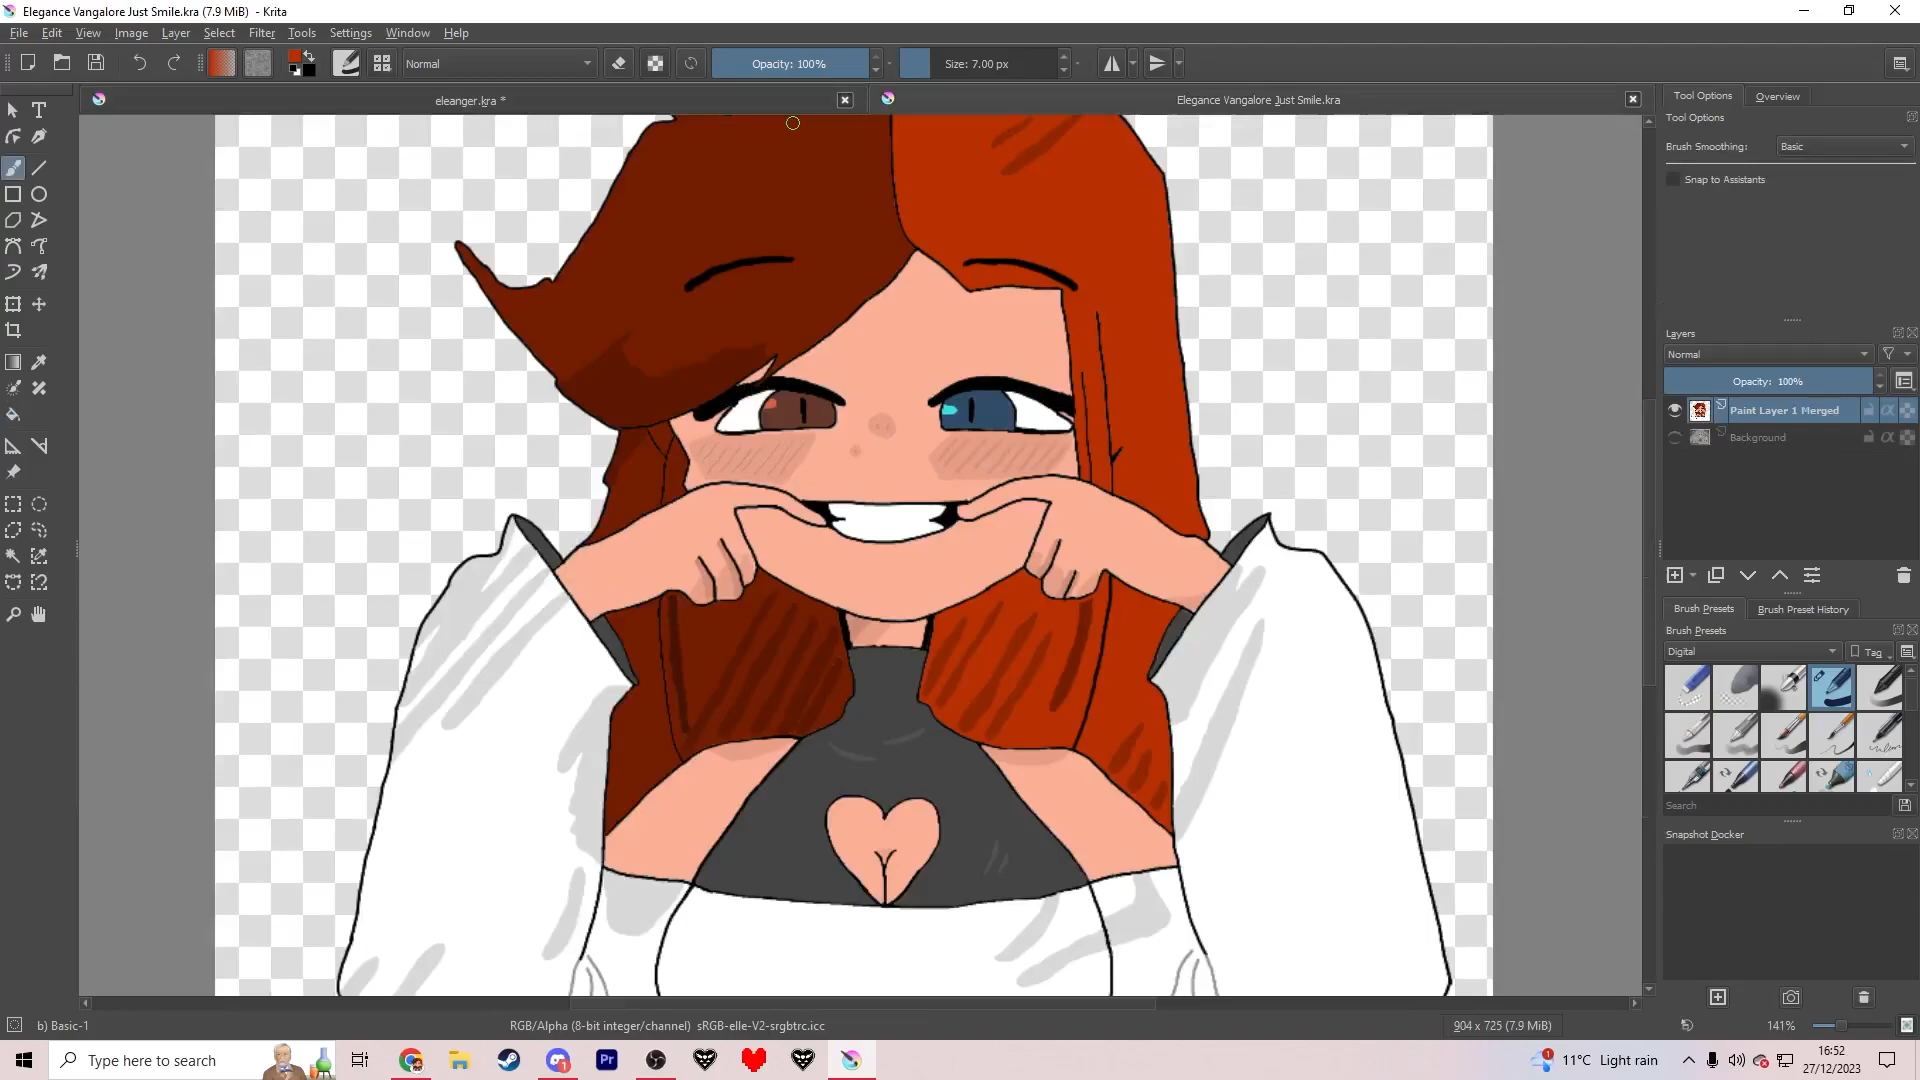 Elegance Vangalore Just Smile.kra (7.9 MiB)  - Krita
File Edit View Image Layer Select Filter Tools Settings Window Help
Normal
Opacity: 100%
Size: 7.00 px
eleanger.kra *
Elegance Vangalore Just Smile.kra
Tool Options
Overview
Tool Options
Brush Smoothing:
Basic
Snap to Assistants
Layers
Normal
Opacity:  100%
Paint Layer 1 Merged
Background
Brush Presets
Brush Preset History
Brush Presets
Digital
Tag
Search
Snapshot Docker
b) Basic-1
RGB/Alpha (8-bit integer/channel)  sRGB-elle-V2-srgbtrc.icc
904 x 725 (7.9 MiB)
141%
Type here to search
1
Pr
1
11°C  Light rain
16:52
27/12/2023